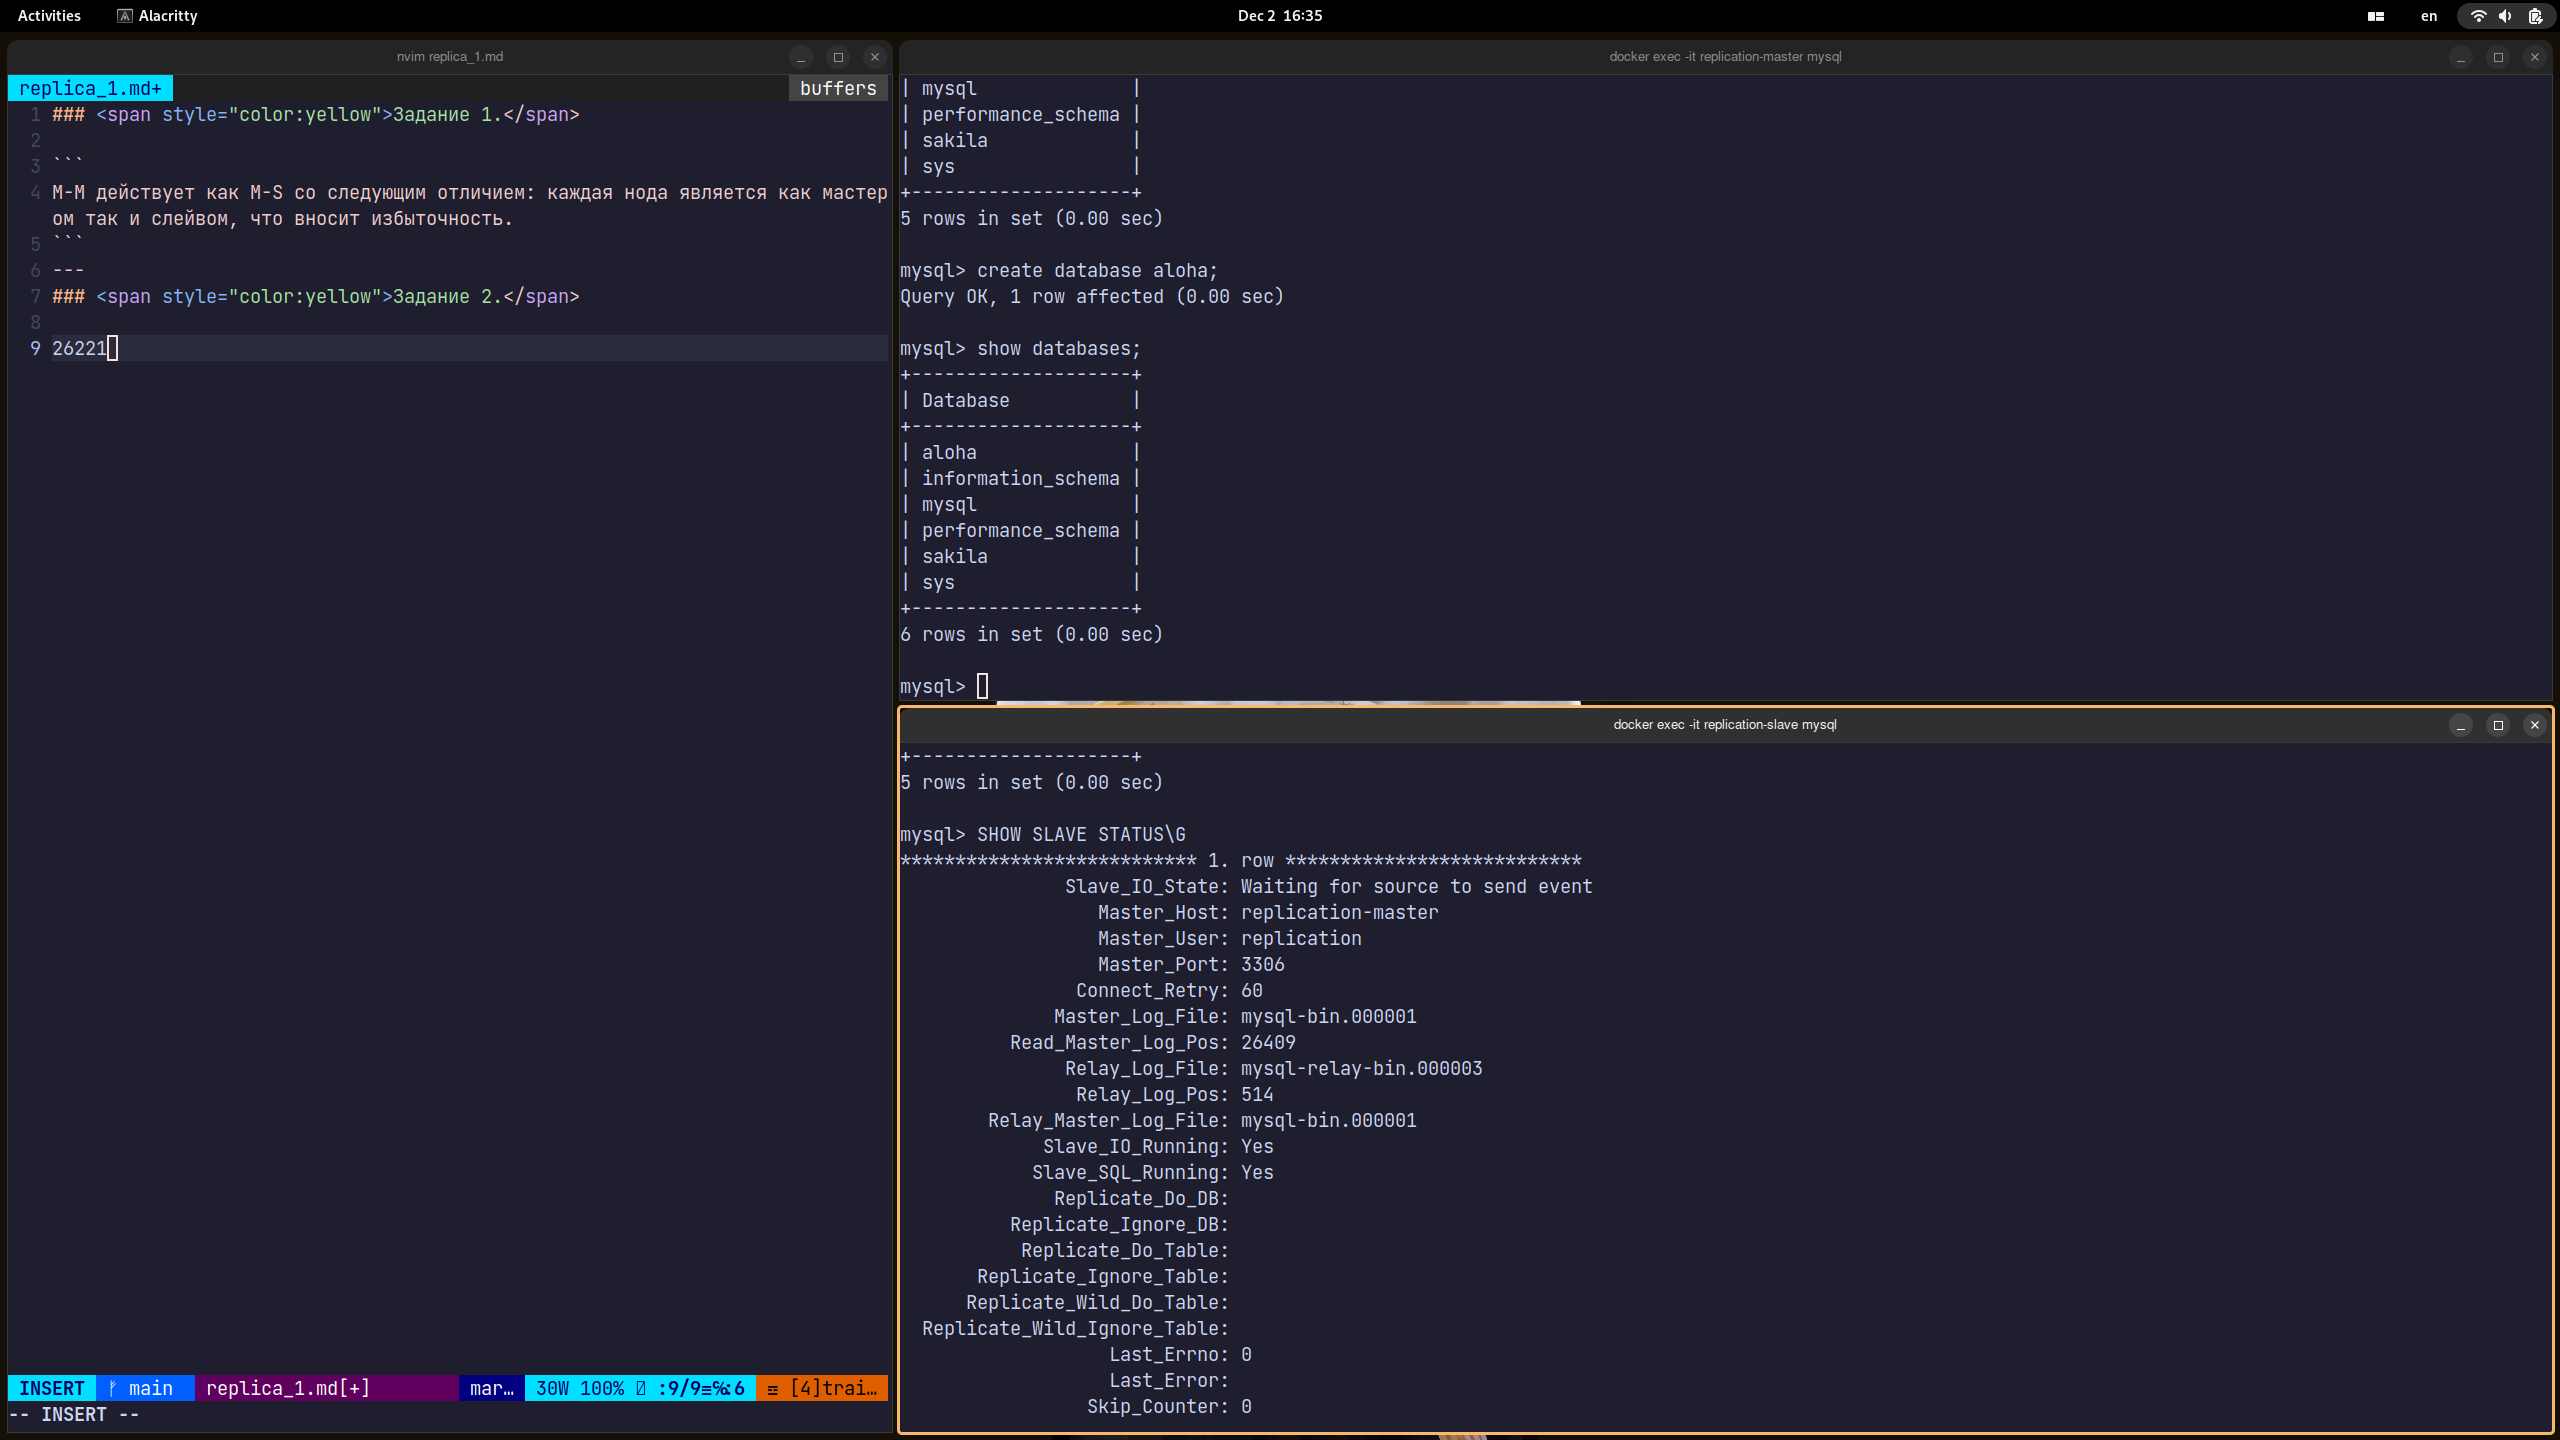 Activities Alacritty Dec 2 16:35 en
nvim replica_1.md
replica_1.md+ buffers
1 ### <span style="color:yellow">Задание 1.</span>
2
3 ```
4 M-M действует как M-S со следующим отличием: каждая нода является как мастер
ом так и слейвом, что вносит избыточность.
5 ```
6 ---
7 ### <span style="color:yellow">Задание 2.</span>
8
9 26221
INSERT main replica_1.md[+] mar… 30W 100% :9/9≡℅:6 [4]trai…
-- INSERT --
docker exec -it replication-master mysql
| mysql |
| performance_schema |
| sakila |
| sys |
+--------------------+
5 rows in set (0.00 sec)
mysql> create database aloha;
Query OK, 1 row affected (0.00 sec)
mysql> show databases;
+--------------------+
| Database |
+--------------------+
| aloha |
| information_schema |
| mysql |
| performance_schema |
| sakila |
| sys |
+--------------------+
6 rows in set (0.00 sec)
mysql>
docker exec -it replication-slave mysql
+--------------------+
5 rows in set (0.00 sec)
mysql> SHOW SLAVE STATUS\G
*************************** 1. row ***************************
Slave_IO_State: Waiting for source to send event
Master_Host: replication-master
Master_User: replication
Master_Port: 3306
Connect_Retry: 60
Master_Log_File: mysql-bin.000001
Read_Master_Log_Pos: 26409
Relay_Log_File: mysql-relay-bin.000003
Relay_Log_Pos: 514
Relay_Master_Log_File: mysql-bin.000001
Slave_IO_Running: Yes
Slave_SQL_Running: Yes
Replicate_Do_DB:
Replicate_Ignore_DB:
Replicate_Do_Table:
Replicate_Ignore_Table:
Replicate_Wild_Do_Table:
Replicate_Wild_Ignore_Table:
Last_Errno: 0
Last_Error:
Skip_Counter: 0